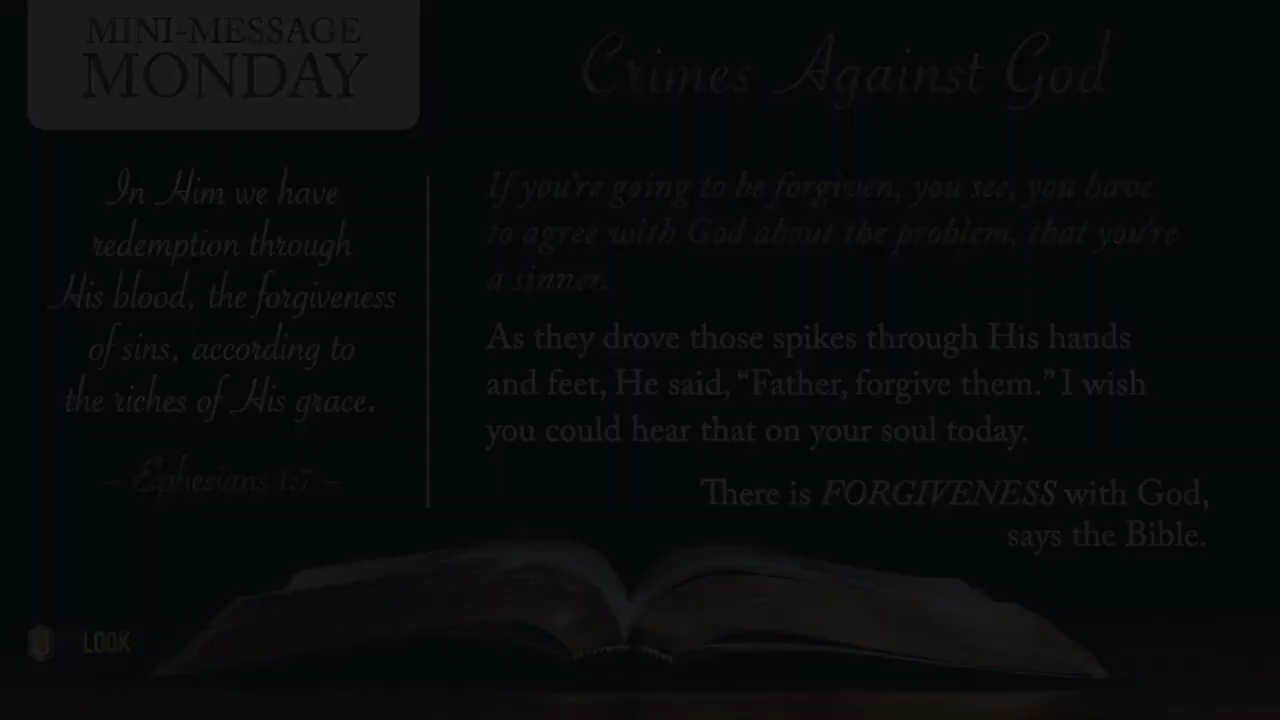 MINI-MESSAGE
MONDAY
Crimes Against God
In Him we have
redemption through
His blood, the forgiveness
of sins, according to
the riches of His grace.
– Ephesians 1:7 –
If you're going to be forgiven, you see, you have
to agree with God about the problem, that you're
a sinner.
As they drove those spikes through His hands
and feet, He said, “Father, forgive them.” I wish
you could hear that on your soul today.
There is FORGIVENESS with God,
says the Bible.
LOOK